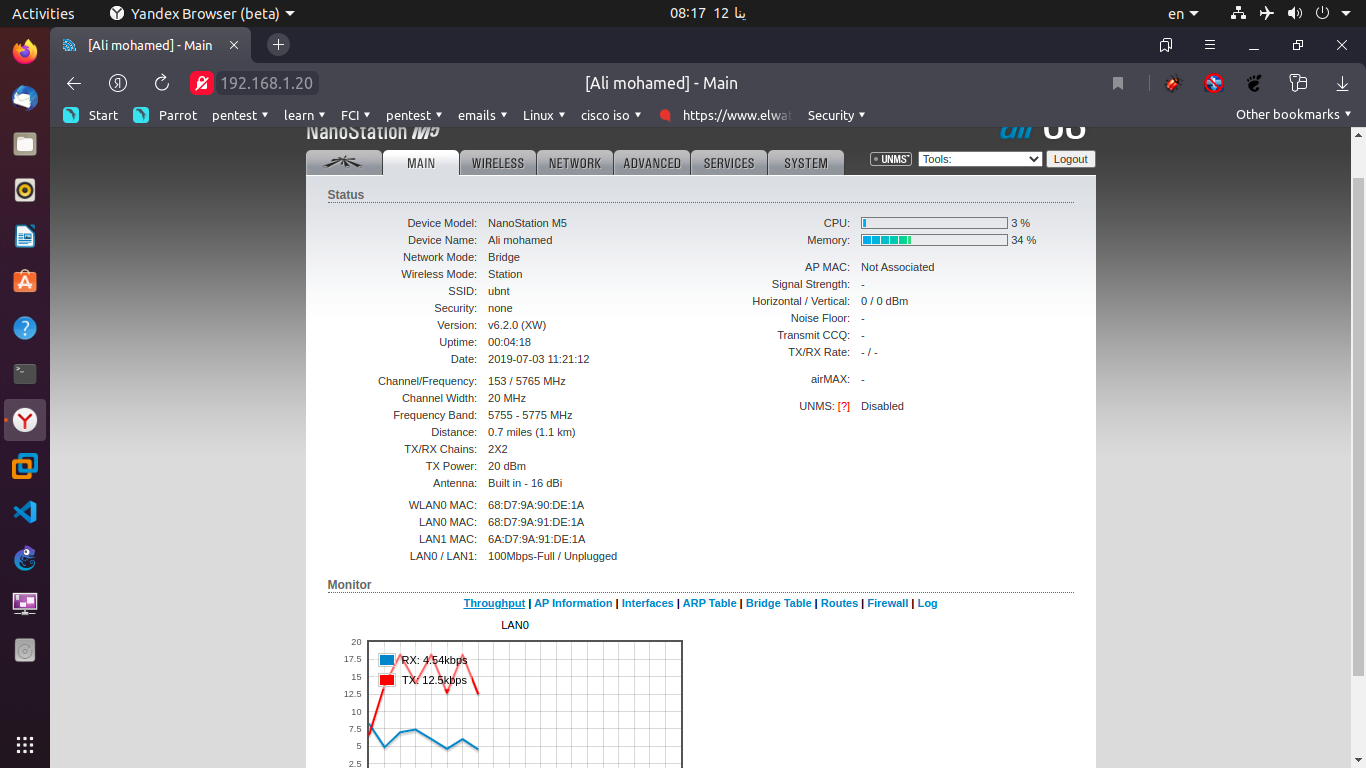 Activities Yandex Browser (beta) 08:17 12 ينا en
[Ali mohamed] - Main
192.168.1.20 [Ali mohamed] - Main
Start Parrot pentest learn FCI pentest emails Linux cisco iso https://www.elwat Security Other bookmarks
NanoStation M5 air OS
MAIN WIRELESS NETWORK ADVANCED SERVICES SYSTEM UNMS Tools: Logout
Status
Device Model: NanoStation M5 CPU: 3 %
Device Name: Ali mohamed Memory: 34 %
Network Mode: Bridge
Wireless Mode: Station AP MAC: Not Associated
SSID: ubnt Signal Strength: -
Security: none Horizontal / Vertical: 0 / 0 dBm
Version: v6.2.0 (XW) Noise Floor: -
Uptime: 00:04:18 Transmit CCQ: -
Date: 2019-07-03 11:21:12 TX/RX Rate: - / -
Channel/Frequency: 153 / 5765 MHz airMAX: -
Channel Width: 20 MHz
Frequency Band: 5755 - 5775 MHz UNMS: [?] Disabled
Distance: 0.7 miles (1.1 km)
TX/RX Chains: 2X2
TX Power: 20 dBm
Antenna: Built in - 16 dBi
WLAN0 MAC: 68:D7:9A:90:DE:1A
LAN0 MAC: 68:D7:9A:91:DE:1A
LAN1 MAC: 6A:D7:9A:91:DE:1A
LAN0 / LAN1: 100Mbps-Full / Unplugged
Monitor
Throughput | AP Information | Interfaces | ARP Table | Bridge Table | Routes | Firewall | Log
LAN0
20
17.5 RX: 4.54kbps
15 TX: 12.5kbps
12.5
10
7.5
5
2.5